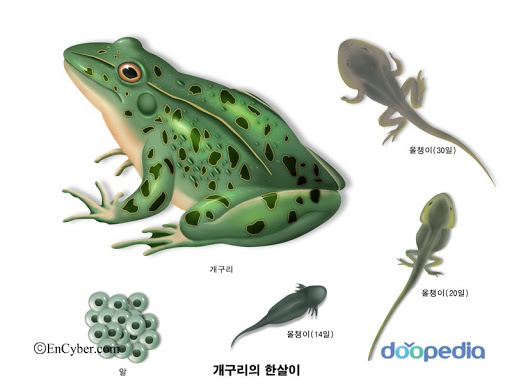 올챙이(30일)
개구리
올챙이(20일)
올챙이(14일)
ⓒEnCyber.com
알
개구리의 한살이
doopedia